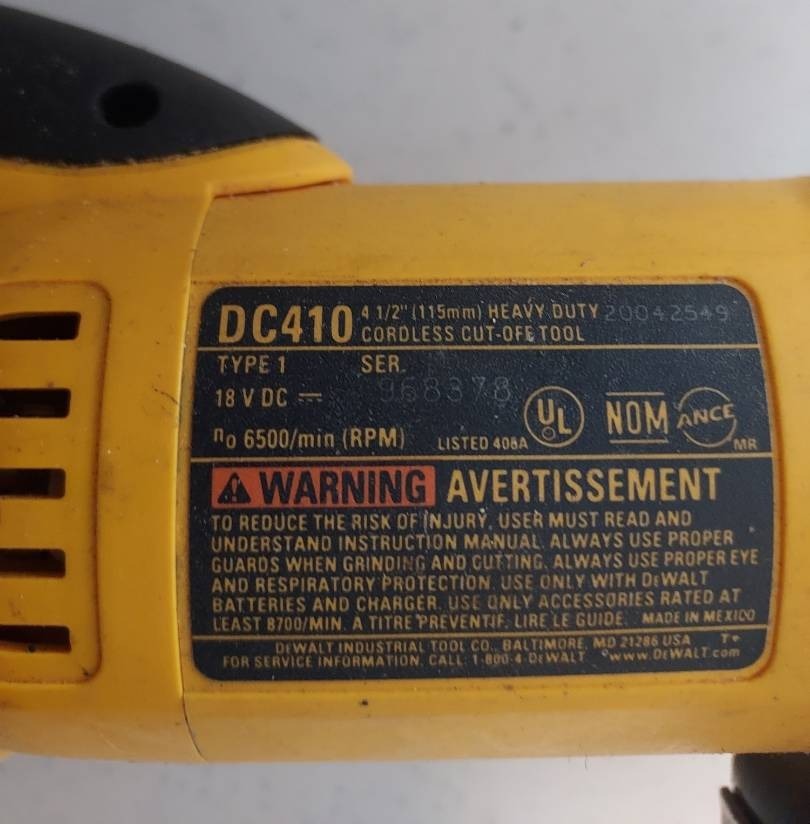 DC410 4 1/2" (115mm) HEAVY DUTY 20042549
CORDLESS CUT-OFF TOOL
TYPE 1 SER.
18 V DC ⎓ 968378
n₀ 6500/min (RPM) LISTED 408A UL NOM ANCE MR
WARNING AVERTISSEMENT
TO REDUCE THE RISK OF INJURY, USER MUST READ AND
UNDERSTAND INSTRUCTION MANUAL. ALWAYS USE PROPER
GUARDS WHEN GRINDING AND CUTTING. ALWAYS USE PROPER EYE
AND RESPIRATORY PROTECTION. USE ONLY WITH DeWALT
BATTERIES AND CHARGER. USE ONLY ACCESSORIES RATED AT
LEAST 8700/MIN. A TITRE PREVENTIF, LIRE LE GUIDE. MADE IN MEXICO
DeWALT INDUSTRIAL TOOL CO., BALTIMORE, MD 21286 USA
FOR SERVICE INFORMATION, CALL: 1-800-4-DeWALT www.DeWALT.com